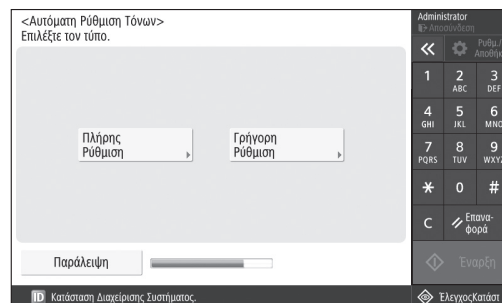 <Αυτόματη Ρύθμιση Τόνων>
Επιλέξτε τον τύπο.
Πλήρης
Ρύθμιση
Γρήγορη
Ρύθμιση
Παράλειψη
ID Κατάσταση Διαχείρισης Συστήματος.
Administrator
Αποσύνδεση
Ρυθμ./
Αποθήκ
1
2
ABC
3
DEF
4
GHI
5
JKL
6
MNO
7
PQRS
8
TUV
9
WXYZ
*
0
#
C
Επανα-
φορά
Έναρξη
ΈλεγχοςΚατάστ